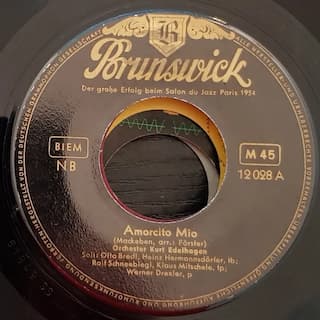 B
Brunswick
Der große Erfolg beim Salon du Jazz Paris 1954
BIEM
NB
M 45
12 028 A
Amorcito Mio
(Mackeben, arr.: Förster)
Orchester Kurt Edelhagen
Soli: Otto Bredl, Heinz Hermannsdörfer, tb;
Rolf Schneebiegl, Klaus Mitschele, tp;
Werner Drexler, p